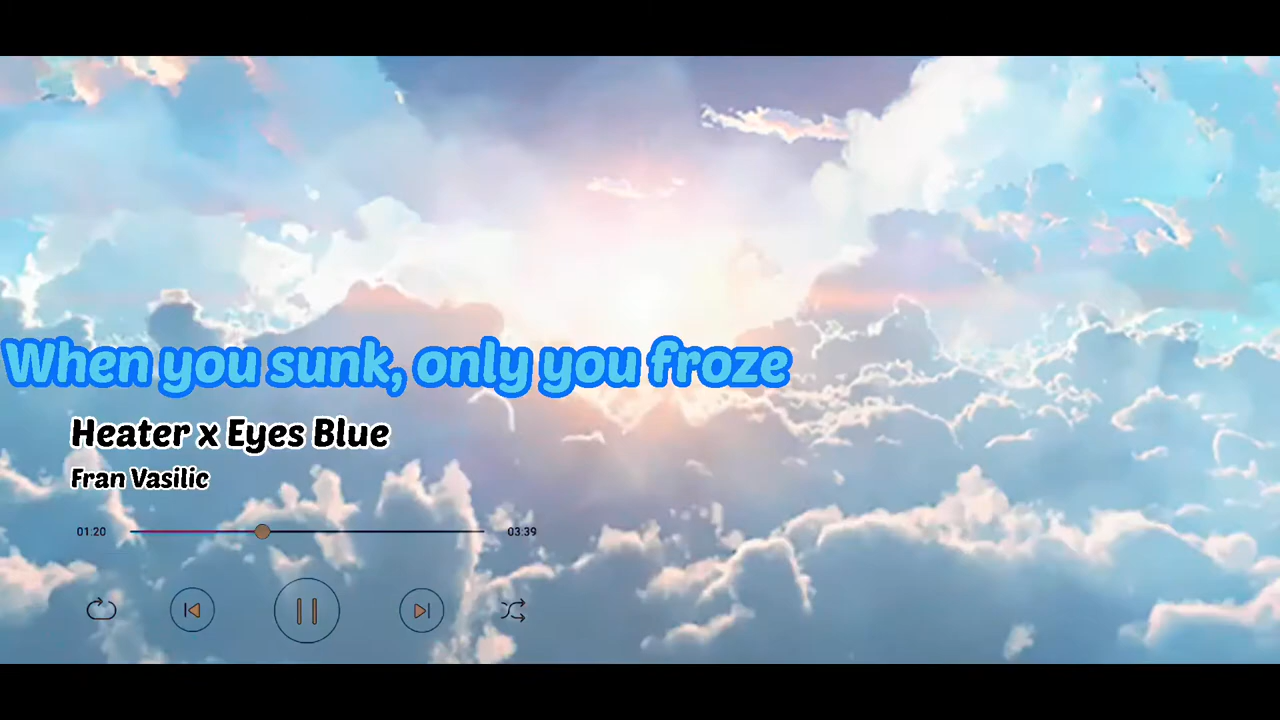 When you sunk, only you froze
Heater x Eyes Blue
Fran Vasilic
01:20
03:39